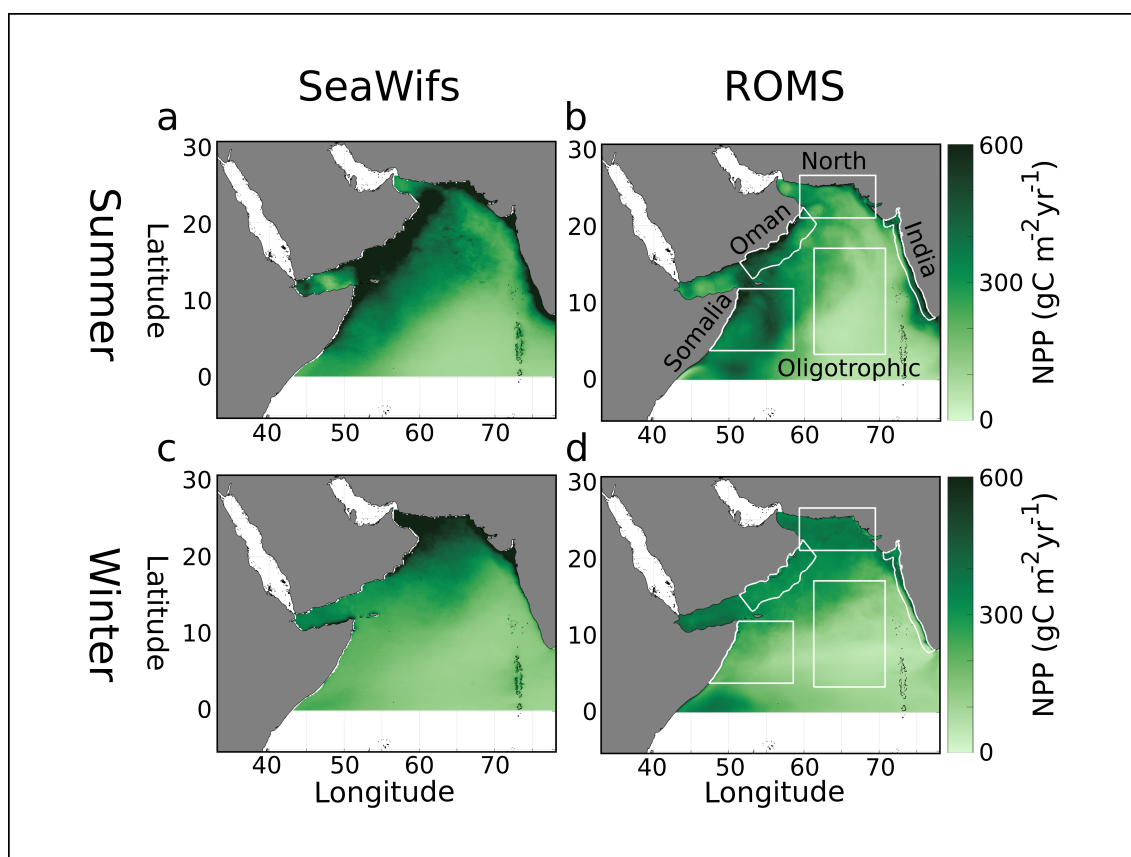 SeaWifs
ROMS
a
b
Summer
Latitude
30
20
10
0
40
50
60
70
30
20
10
0
40
50
60
70
North
Oman
India
Somalia
Oligotrophic
600
300
0
NPP (gC m⁻²yr⁻¹)
c
d
Winter
Latitude
30
20
10
0
40
50
60
70
Longitude
30
20
10
0
40
50
60
70
Longitude
600
300
0
NPP (gC m⁻²yr⁻¹)